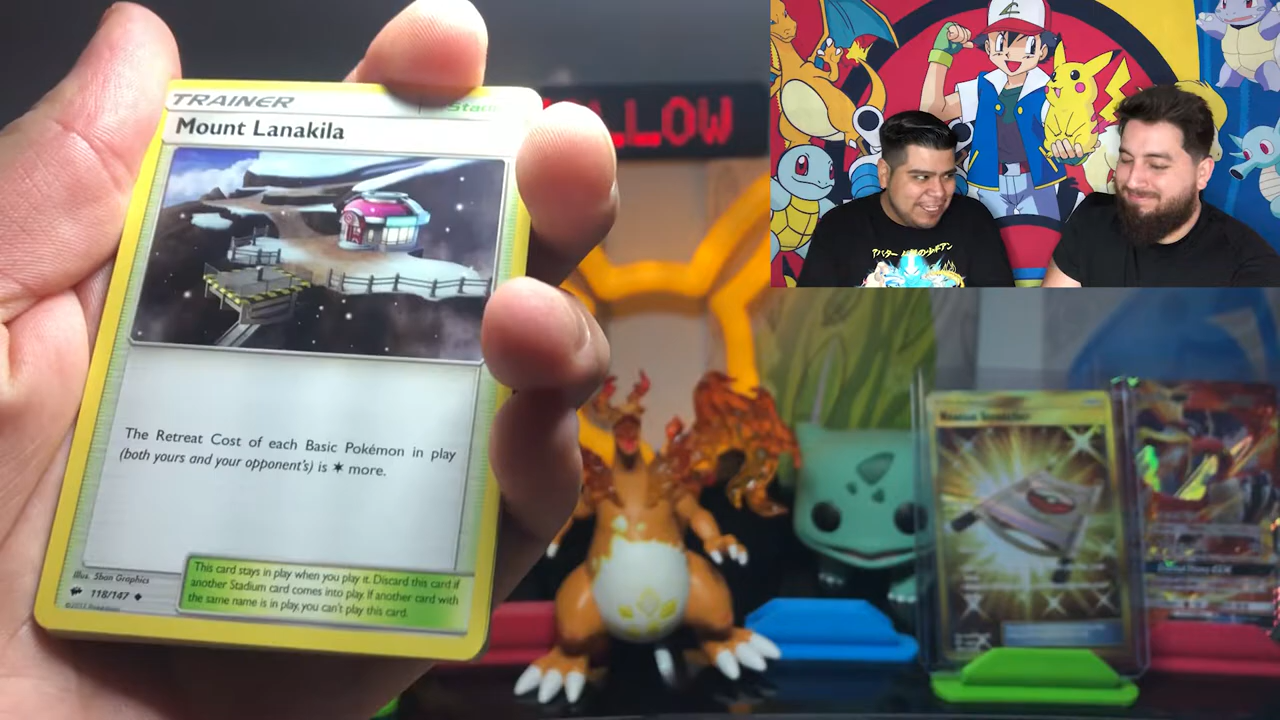 TRAINER
Mount Lanakila
The Retreat Cost of each Basic Pokémon in play
(both yours and your opponent's) is ✶ more.
This card stays in play when you play it. Discard this card if
another Stadium card comes into play. If another card with
the same name is in play, you can't play this card.
Illus. 5ban Graphics
118/147 ◆
LLOW